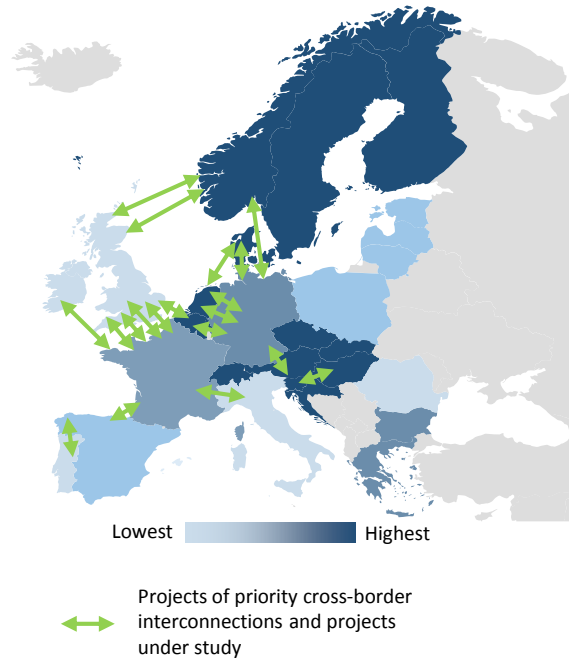 Lowest Highest
Projects of priority cross-border
interconnections and projects
under study